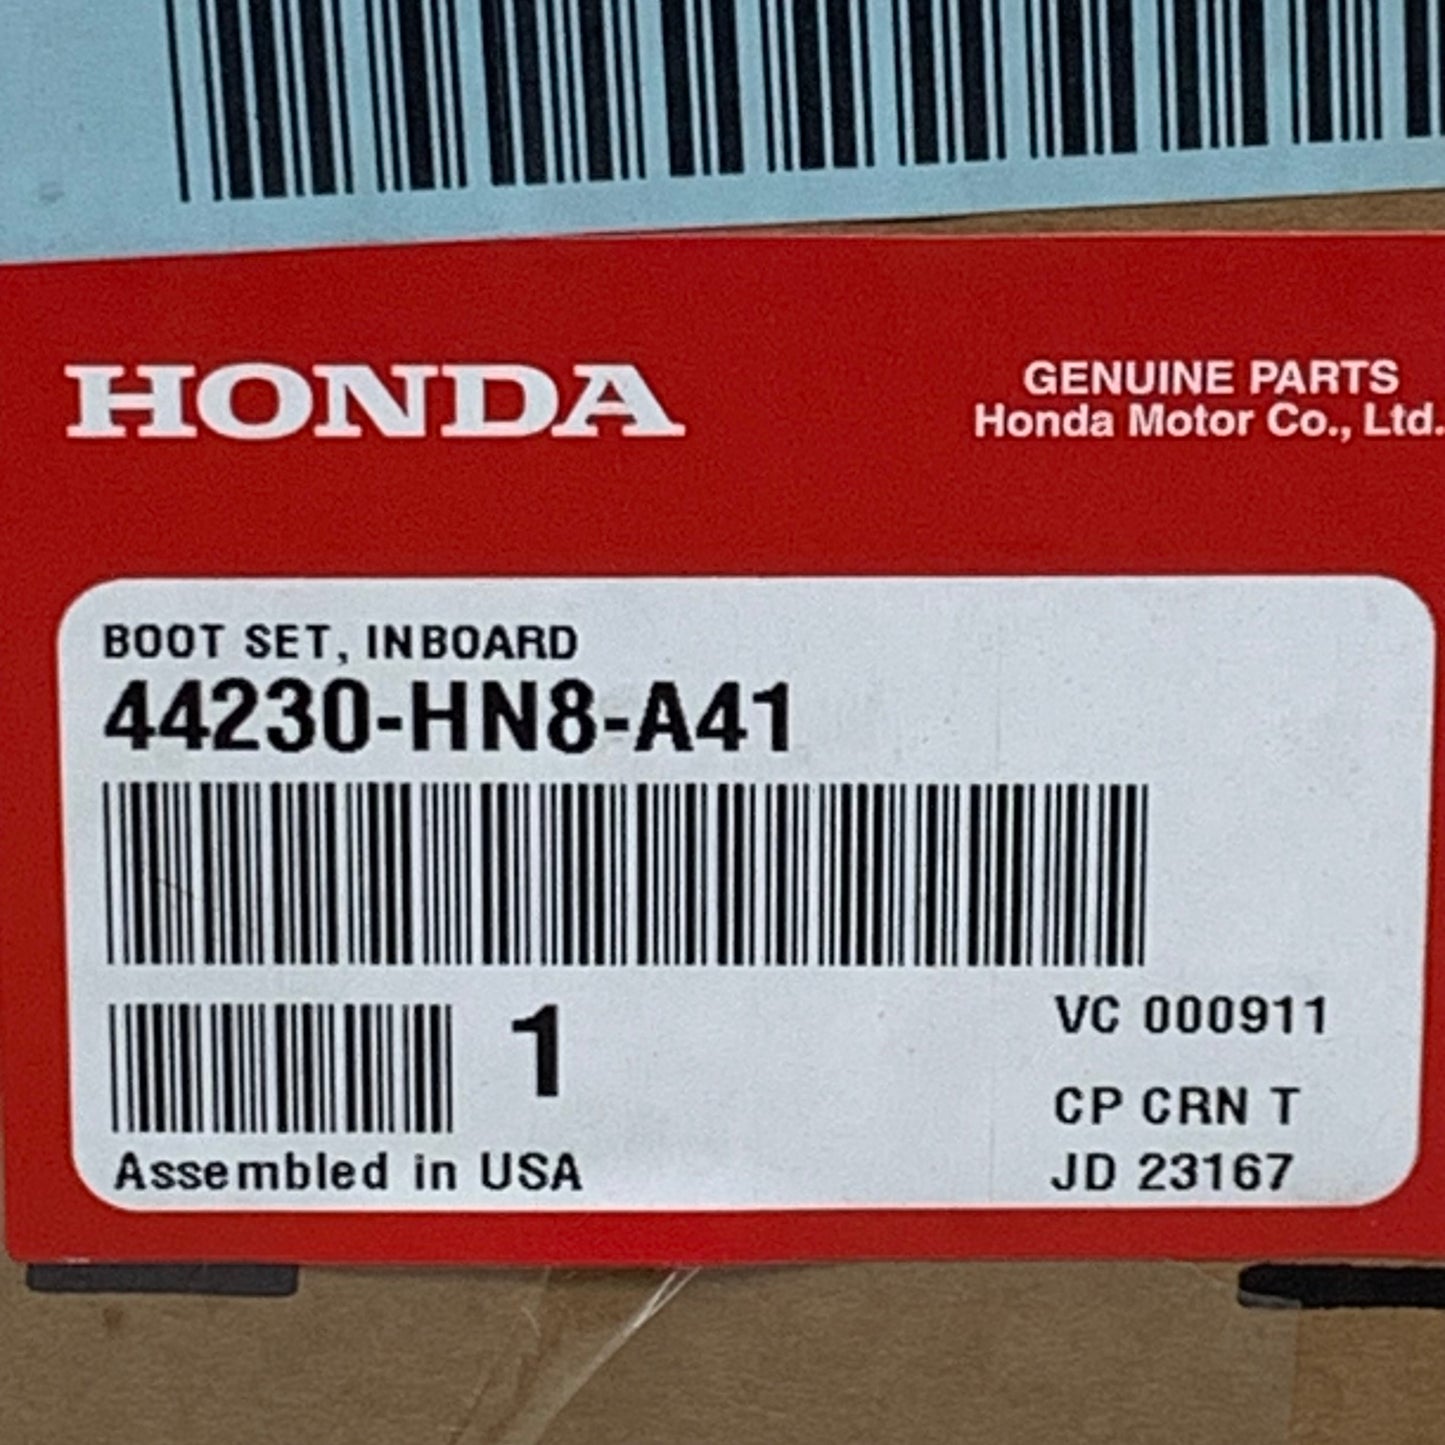 HONDA
GENUINE PARTS
Honda Motor Co., Ltd.
BOOT SET, INBOARD
44230-HN8-A41
1
VC 000911
CP CRN T
Assembled in USA
JD 23167